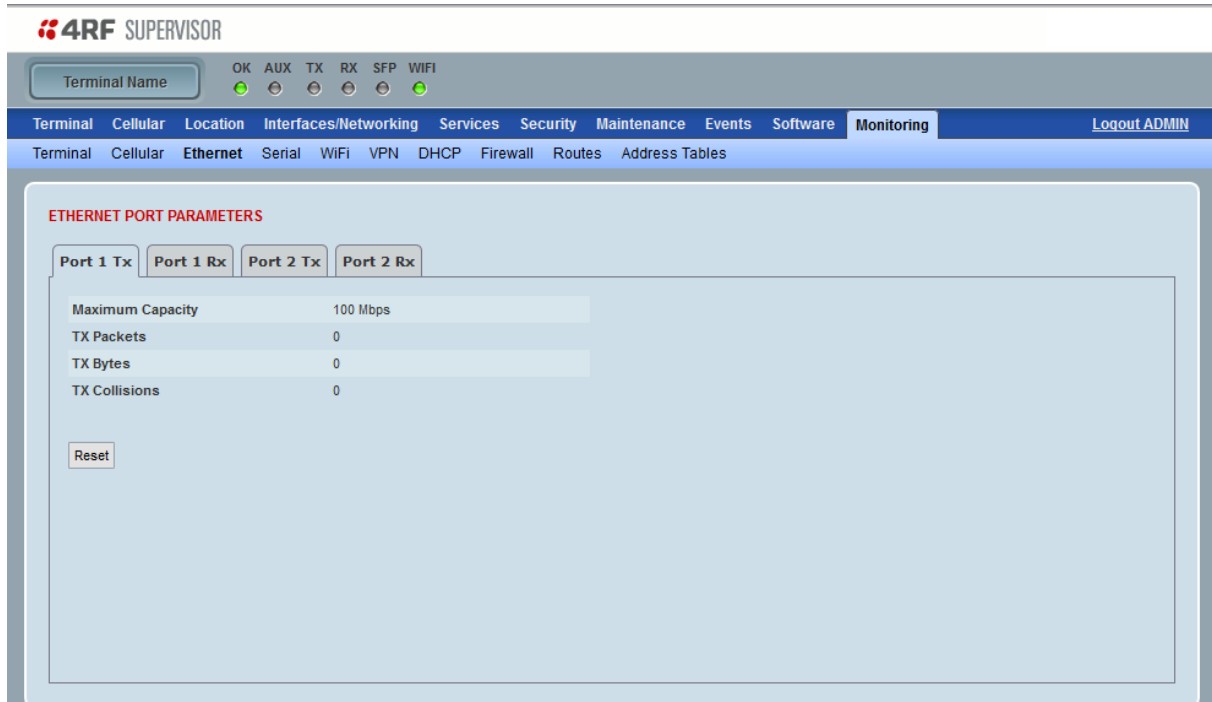 4RF SUPERVISOR
OK AUX TX RX SFP WIFI
Terminal Name
Terminal Cellular Location Interfaces/Networking Services Security Maintenance Events Software Monitoring Logout ADMIN
Terminal Cellular Ethernet Serial WiFi VPN DHCP Firewall Routes Address Tables
ETHERNET PORT PARAMETERS
Port 1 Tx Port 1 Rx Port 2 Tx Port 2 Rx
Maximum Capacity 100 Mbps
TX Packets 0
TX Bytes 0
TX Collisions 0
Reset